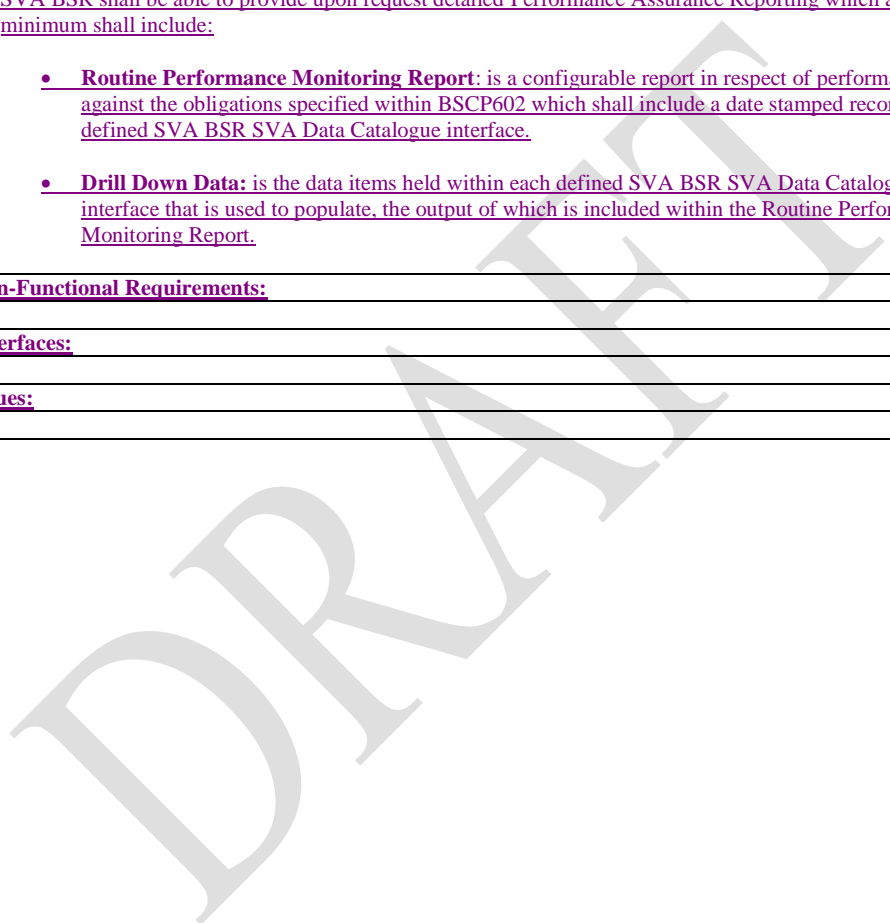 SVA BSR shall be able to provide upon request detailed Performance Assurance Reporting which a
minimum shall include:
• Routine Performance Monitoring Report: is a configurable report in respect of performa
against the obligations specified within BSCP602 which shall include a date stamped recor
defined SVA BSR SVA Data Catalogue interface.
• Drill Down Data: is the data items held within each defined SVA BSR SVA Data Catalog
interface that is used to populate, the output of which is included within the Routine Perfor
Monitoring Report.
n-Functional Requirements:
erfaces:
ues:
DRAFT